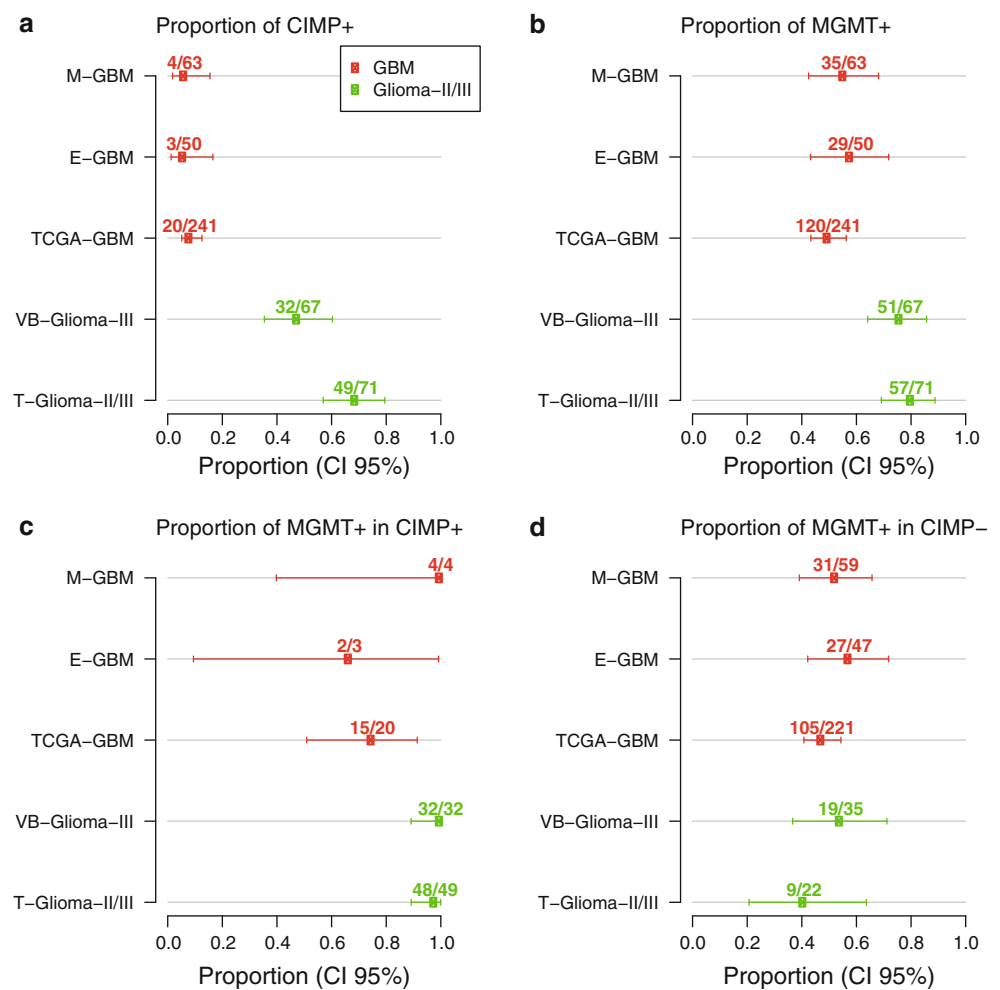 a Proportion of CIMP+
M−GBM 4/63
E−GBM 3/50
TCGA−GBM 20/241
VB−Glioma−III 32/67
T−Glioma−II/III 49/71
GBM
Glioma−II/III
0.0 0.2 0.4 0.6 0.8 1.0
Proportion (CI 95%)
b Proportion of MGMT+
M−GBM 35/63
E−GBM 29/50
TCGA−GBM 120/241
VB−Glioma−III 51/67
T−Glioma−II/III 57/71
0.0 0.2 0.4 0.6 0.8 1.0
Proportion (CI 95%)
c Proportion of MGMT+ in CIMP+
M−GBM 4/4
E−GBM 2/3
TCGA−GBM 15/20
VB−Glioma−III 32/32
T−Glioma−II/III 48/49
0.0 0.2 0.4 0.6 0.8 1.0
Proportion (CI 95%)
d Proportion of MGMT+ in CIMP−
M−GBM 31/59
E−GBM 27/47
TCGA−GBM 105/221
VB−Glioma−III 19/35
T−Glioma−II/III 9/22
0.0 0.2 0.4 0.6 0.8 1.0
Proportion (CI 95%)